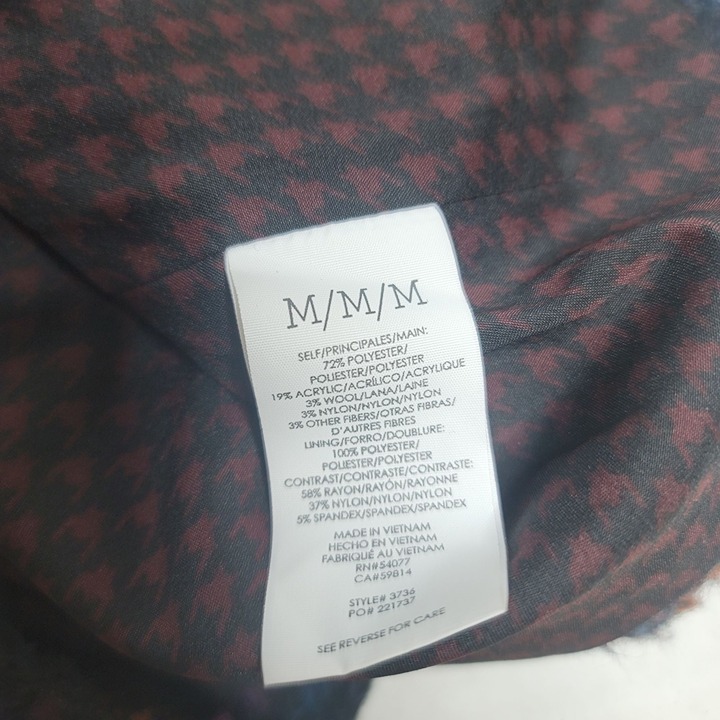 M/M/M
SELF/PRINCIPALES/MAIN:
72% POLYESTER/
POLIESTER/POLYESTER
19% ACRYLIC/ACRÍLICO/ACRYLIQUE
3% WOOL/LANA/LAINE
3% NYLON/NYLON/NYLON
3% OTHER FIBERS/OTRAS FIBRAS/
D'AUTRES FIBRES
LINING/FORRO/DOUBLURE:
100% POLYESTER/
POLIESTER/POLYESTER
CONTRAST/CONTRASTE/CONTRASTE:
58% RAYON/RAYÓN/RAYONNE
37% NYLON/NYLON/NYLON
5% SPANDEX/SPANDEX/SPANDEX
MADE IN VIETNAM
HECHO EN VIETNAM
FABRIQUÉ AU VIETNAM
RN#54077
CA#59814
STYLE# 3736
PO# 221737
SEE REVERSE FOR CARE